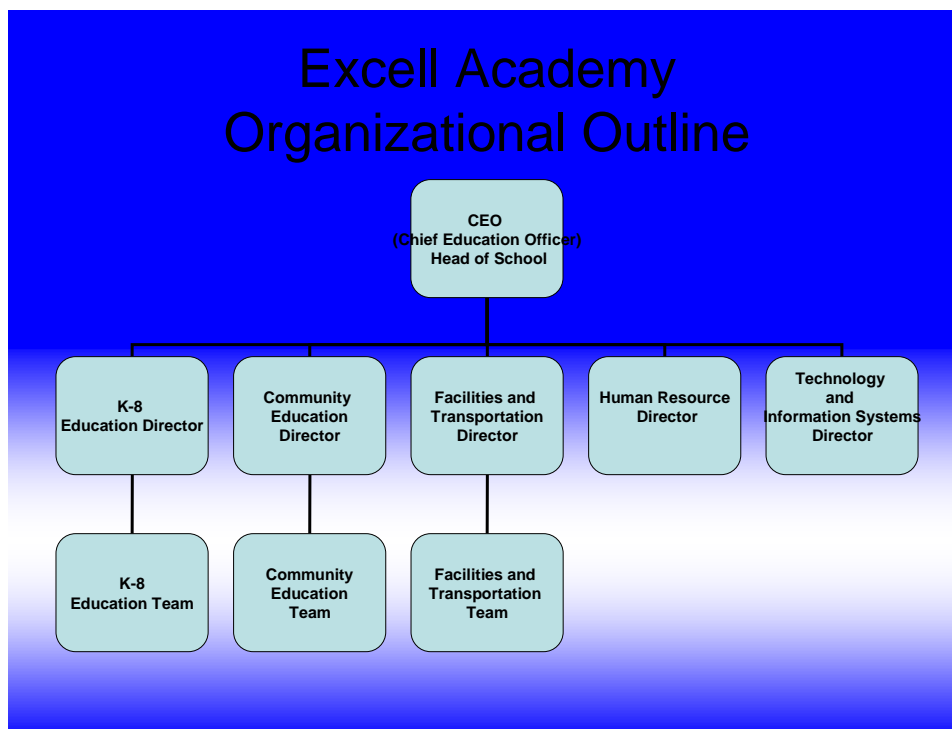 Excell Academy
Organizational Outline
CEO
(Chief Education Officer)
Head of School
K-8
Education Director
Community
Education
Director
Facilities and
Transportation
Director
Human Resource
Director
Technology
and
Information Systems
Director
K-8
Education Team
Community
Education
Team
Facilities and
Transportation
Team